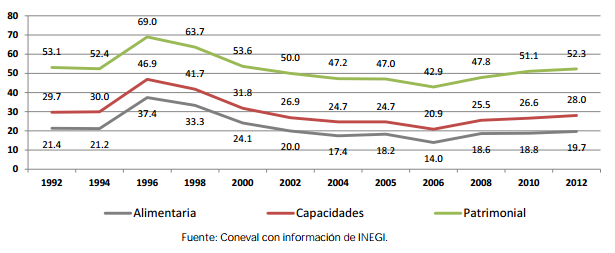 80
70
60
50
40
30
20
10
0
53.1 52.4 69.0 63.7 53.6 50.0 47.2 47.0 42.9 47.8 51.1 52.3
29.7 30.0 46.9 41.7 31.8 26.9 24.7 24.7 20.9 25.5 26.6 28.0
21.4 21.2 37.4 33.3 24.1 20.0 17.4 18.2 14.0 18.6 18.8 19.7
1992 1994 1996 1998 2000 2002 2004 2005 2006 2008 2010 2012
Alimentaria Capacidades Patrimonial
Fuente: Coneval con información de INEGI.